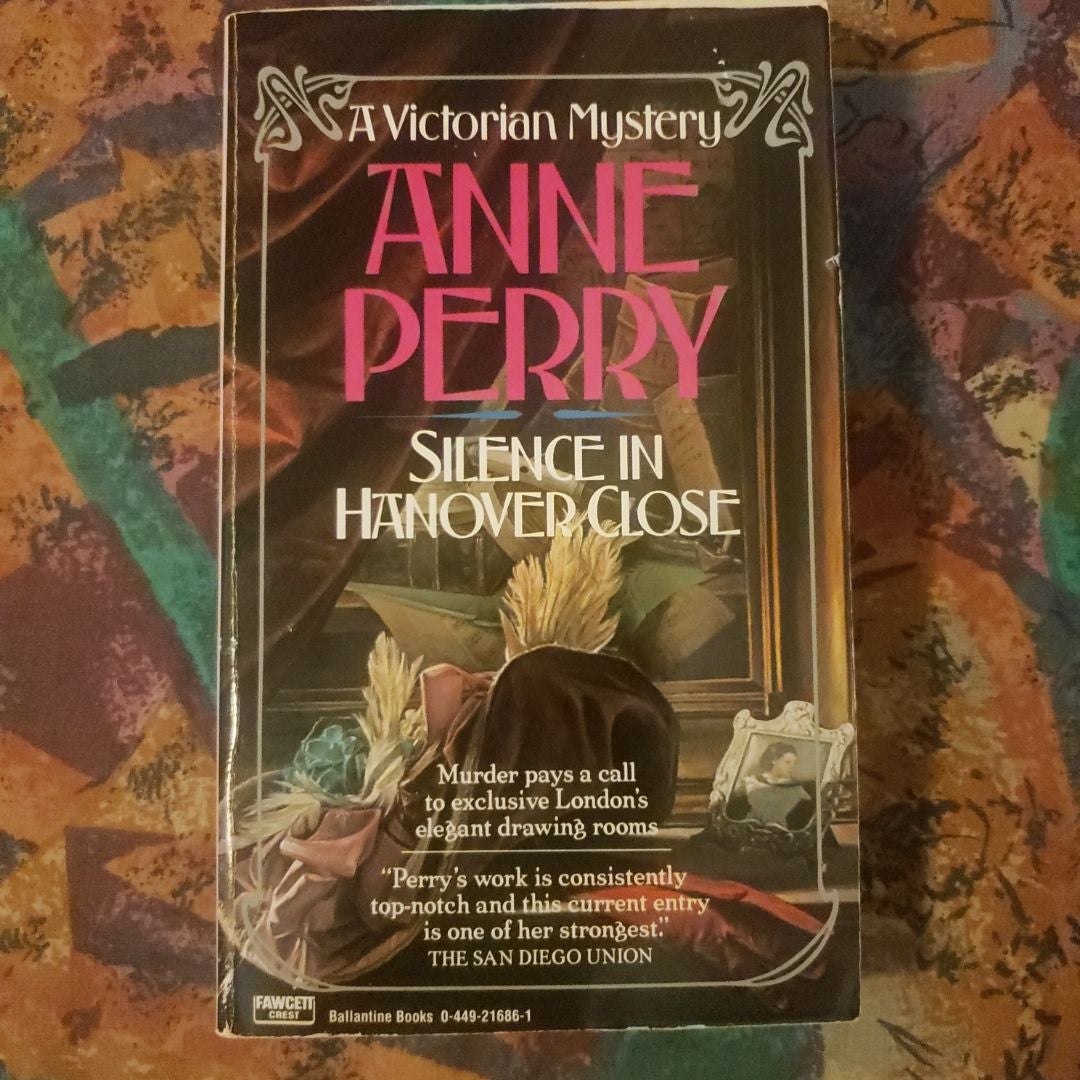 A Victorian Mystery
ANNE
PERRY
SILENCE IN
HANOVER CLOSE
Murder pays a call
to exclusive London's
elegant drawing rooms
"Perry's work is consistently
top-notch and this current entry
is one of her strongest."
THE SAN DIEGO UNION
FAWCETT
CREST
Ballantine Books 0-449-21686-1